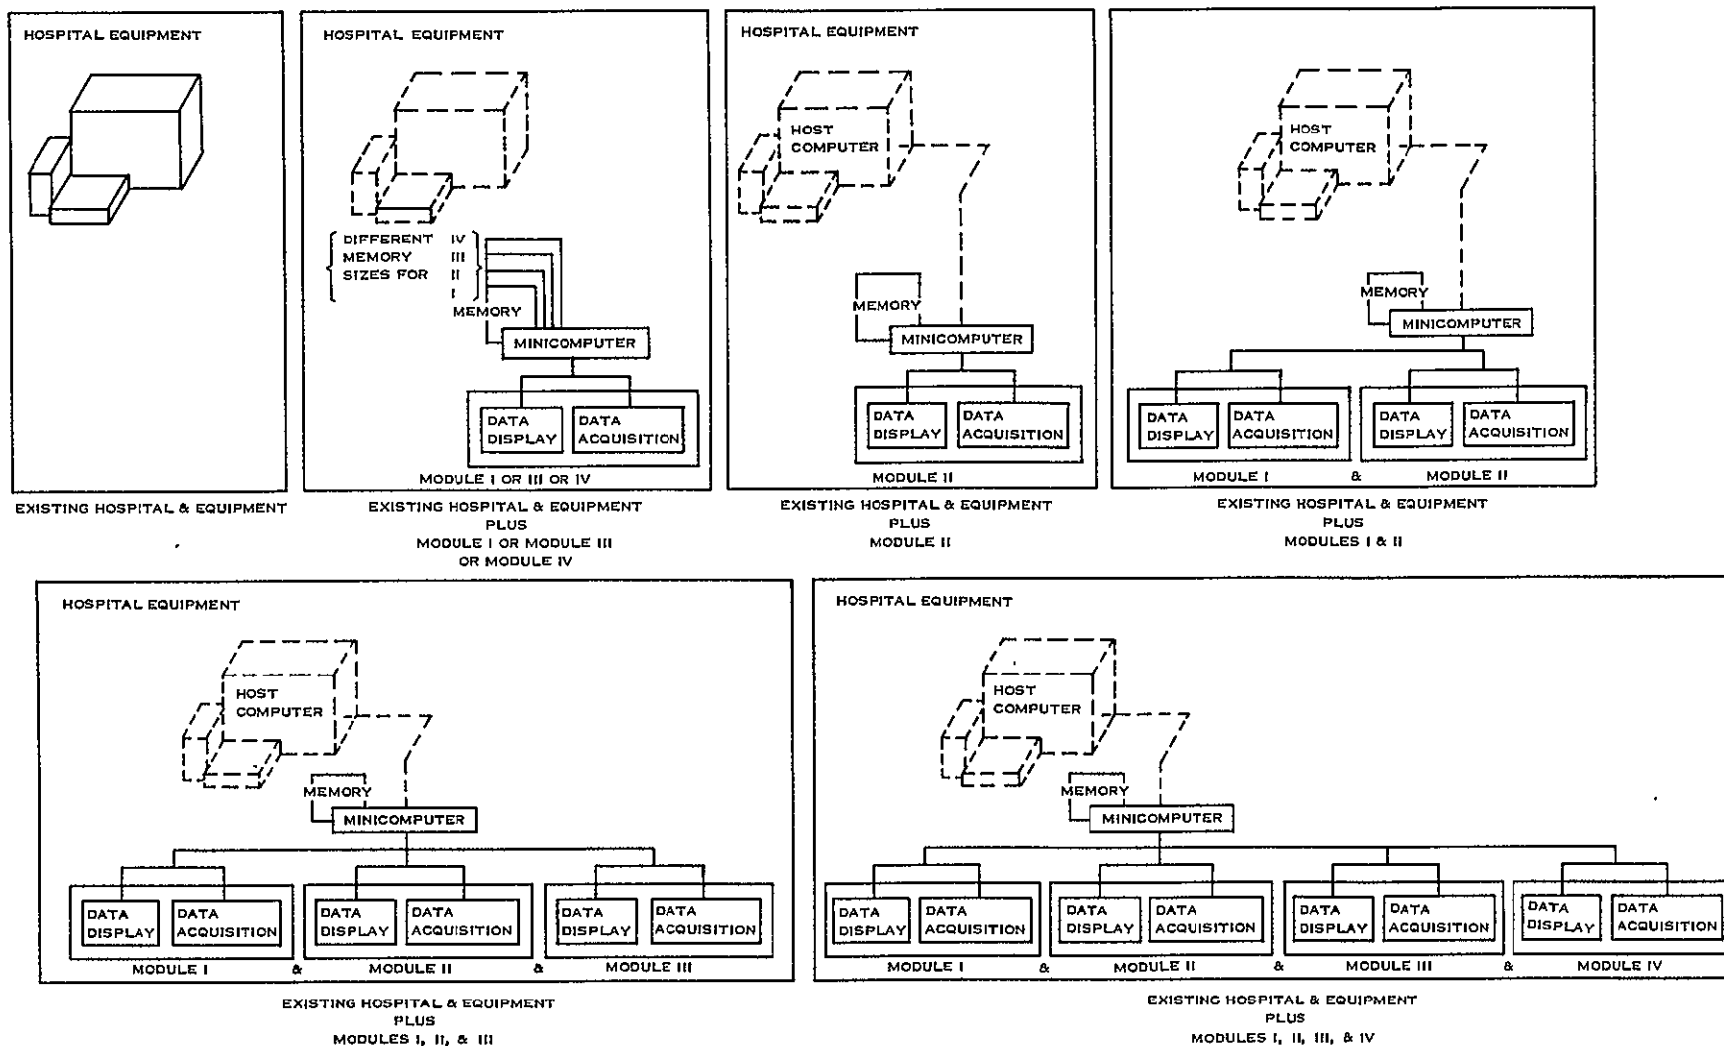 HOSPITAL EQUIPMENT
EXISTING HOSPITAL & EQUIPMENT
HOSPITAL EQUIPMENT
DIFFERENT IV
MEMORY III
SIZES FOR II
I
MEMORY
MINICOMPUTER
DATA
DISPLAY
DATA
ACQUISITION
MODULE I OR III OR IV
EXISTING HOSPITAL & EQUIPMENT
PLUS
MODULE I OR MODULE III
OR MODULE IV
HOSPITAL EQUIPMENT
HOST
COMPUTER
MEMORY
MINICOMPUTER
DATA
DISPLAY
DATA
ACQUISITION
MODULE II
EXISTING HOSPITAL & EQUIPMENT
PLUS
MODULE II
HOSPITAL EQUIPMENT
HOST
COMPUTER
MEMORY
MINICOMPUTER
DATA
DISPLAY
DATA
ACQUISITION
DATA
DISPLAY
DATA
ACQUISITION
MODULE I & MODULE II
EXISTING HOSPITAL & EQUIPMENT
PLUS
MODULES I & II
HOSPITAL EQUIPMENT
HOST
COMPUTER
MEMORY
MINICOMPUTER
DATA
DISPLAY
DATA
ACQUISITION
DATA
DISPLAY
DATA
ACQUISITION
DATA
DISPLAY
DATA
ACQUISITION
MODULE I & MODULE II & MODULE III
EXISTING HOSPITAL & EQUIPMENT
PLUS
MODULES I, II, & III
HOSPITAL EQUIPMENT
HOST
COMPUTER
MEMORY
MINICOMPUTER
DATA
DISPLAY
DATA
ACQUISITION
DATA
DISPLAY
DATA
ACQUISITION
DATA
DISPLAY
DATA
ACQUISITION
DATA
DISPLAY
DATA
ACQUISITION
MODULE I & MODULE II & MODULE III & MODULE IV
EXISTING HOSPITAL & EQUIPMENT
PLUS
MODULES I, II, III, & IV